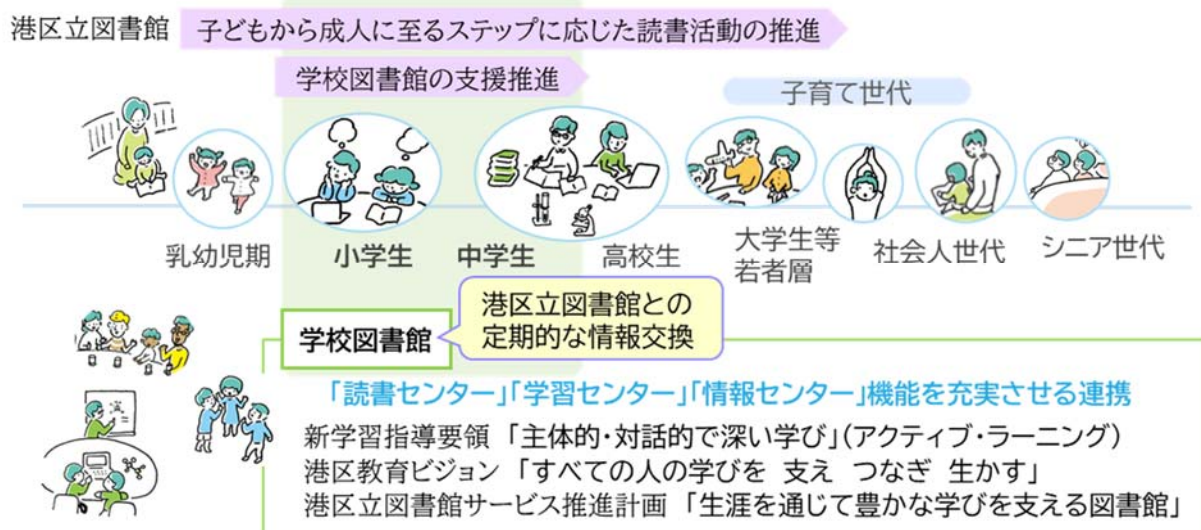 港区立図書館 子どもから成人に至るステップに応じた読書活動の推進
学校図書館の支援推進
子育て世代
乳幼児期
小学生
中学生
高校生
大学生等
若者層
社会人世代
シニア世代
学校図書館
港区立図書館との
定期的な情報交換
「読書センター」「学習センター」「情報センター」機能を充実させる連携
新学習指導要領 「主体的・対話的で深い学び」(アクティブ・ラーニング)
港区教育ビジョン 「すべての人の学びを 支え つなぎ 生かす」
港区立図書館サービス推進計画 「生涯を通じて豊かな学びを支える図書館」